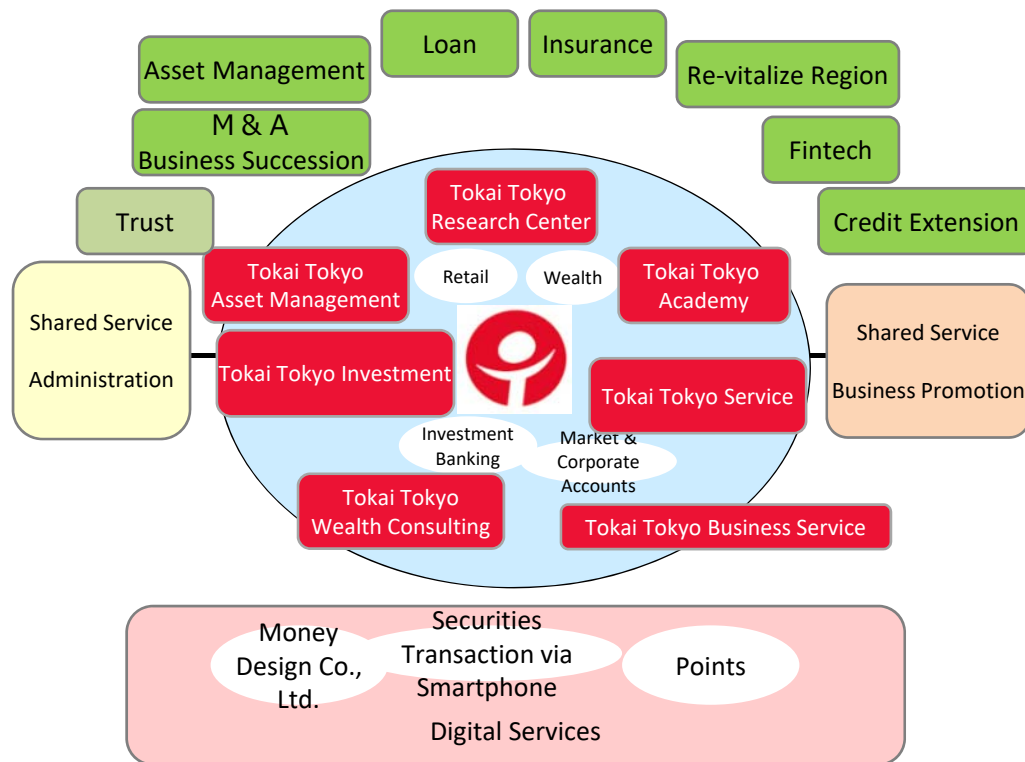 Loan
Insurance
Asset Management
Re-vitalize Region
M & A
Business Succession
Fintech
Trust
Credit Extension
Tokai Tokyo
Research Center
Retail
Wealth
Tokai Tokyo
Asset Management
Tokai Tokyo
Academy
Shared Service
Administration
Shared Service
Business Promotion
Tokai Tokyo Investment
Tokai Tokyo Service
Investment
Banking
Market &
Corporate
Accounts
Tokai Tokyo
Wealth Consulting
Tokai Tokyo Business Service
Money
Design Co.,
Ltd.
Securities
Transaction via
Smartphone
Points
Digital Services